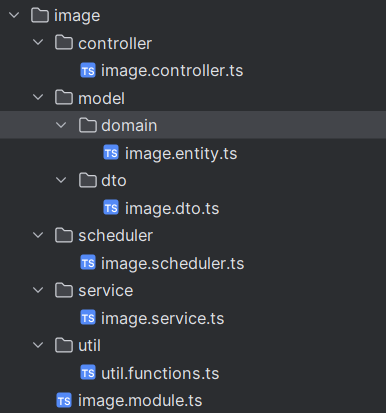 image
controller
TS image.controller.ts
model
domain
TS image.entity.ts
dto
TS image.dto.ts
scheduler
TS image.scheduler.ts
service
TS image.service.ts
util
TS util.functions.ts
TS image.module.ts